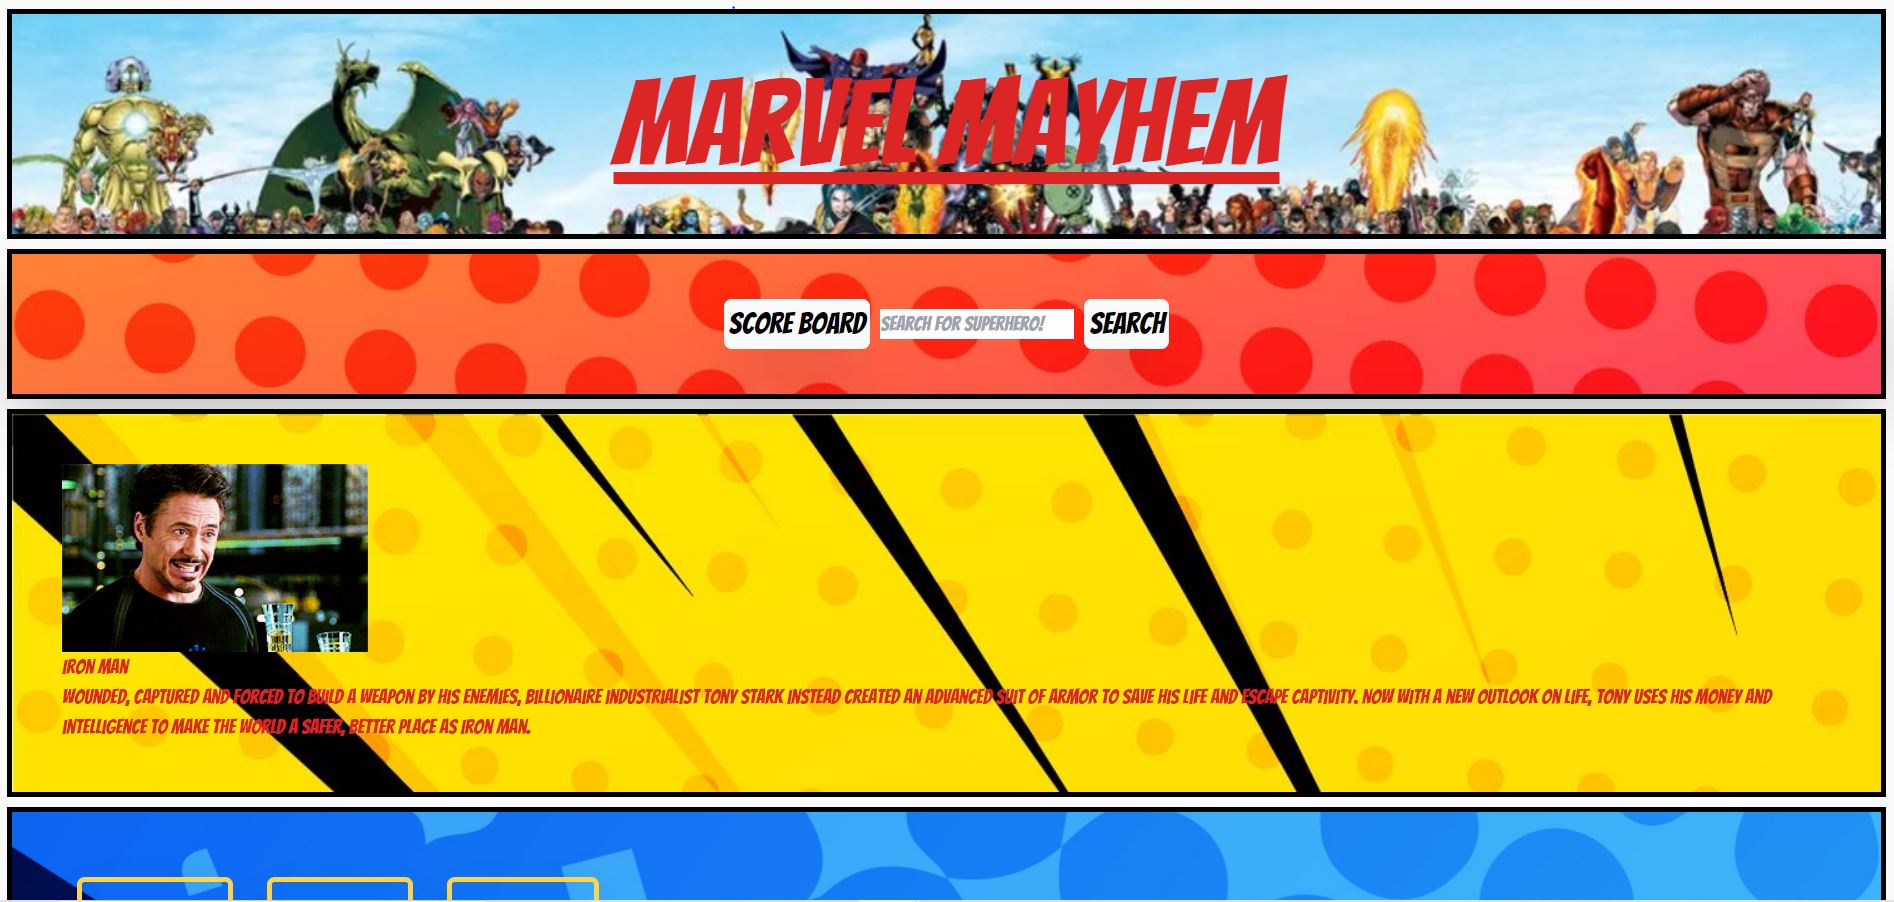 MARVEL MAYHEM
SCORE BOARD
SEARCH FOR SUPERHERO!
SEARCH
IRON MAN
WOUNDED, CAPTURED AND FORCED TO BUILD A WEAPON BY HIS ENEMIES, BILLIONAIRE INDUSTRIALIST TONY STARK INSTEAD CREATED AN ADVANCED SUIT OF ARMOR TO SAVE HIS LIFE AND ESCAPE CAPTIVITY. NOW WITH A NEW OUTLOOK ON LIFE, TONY USES HIS MONEY AND
INTELLIGENCE TO MAKE THE WORLD A SAFER, BETTER PLACE AS IRON MAN.